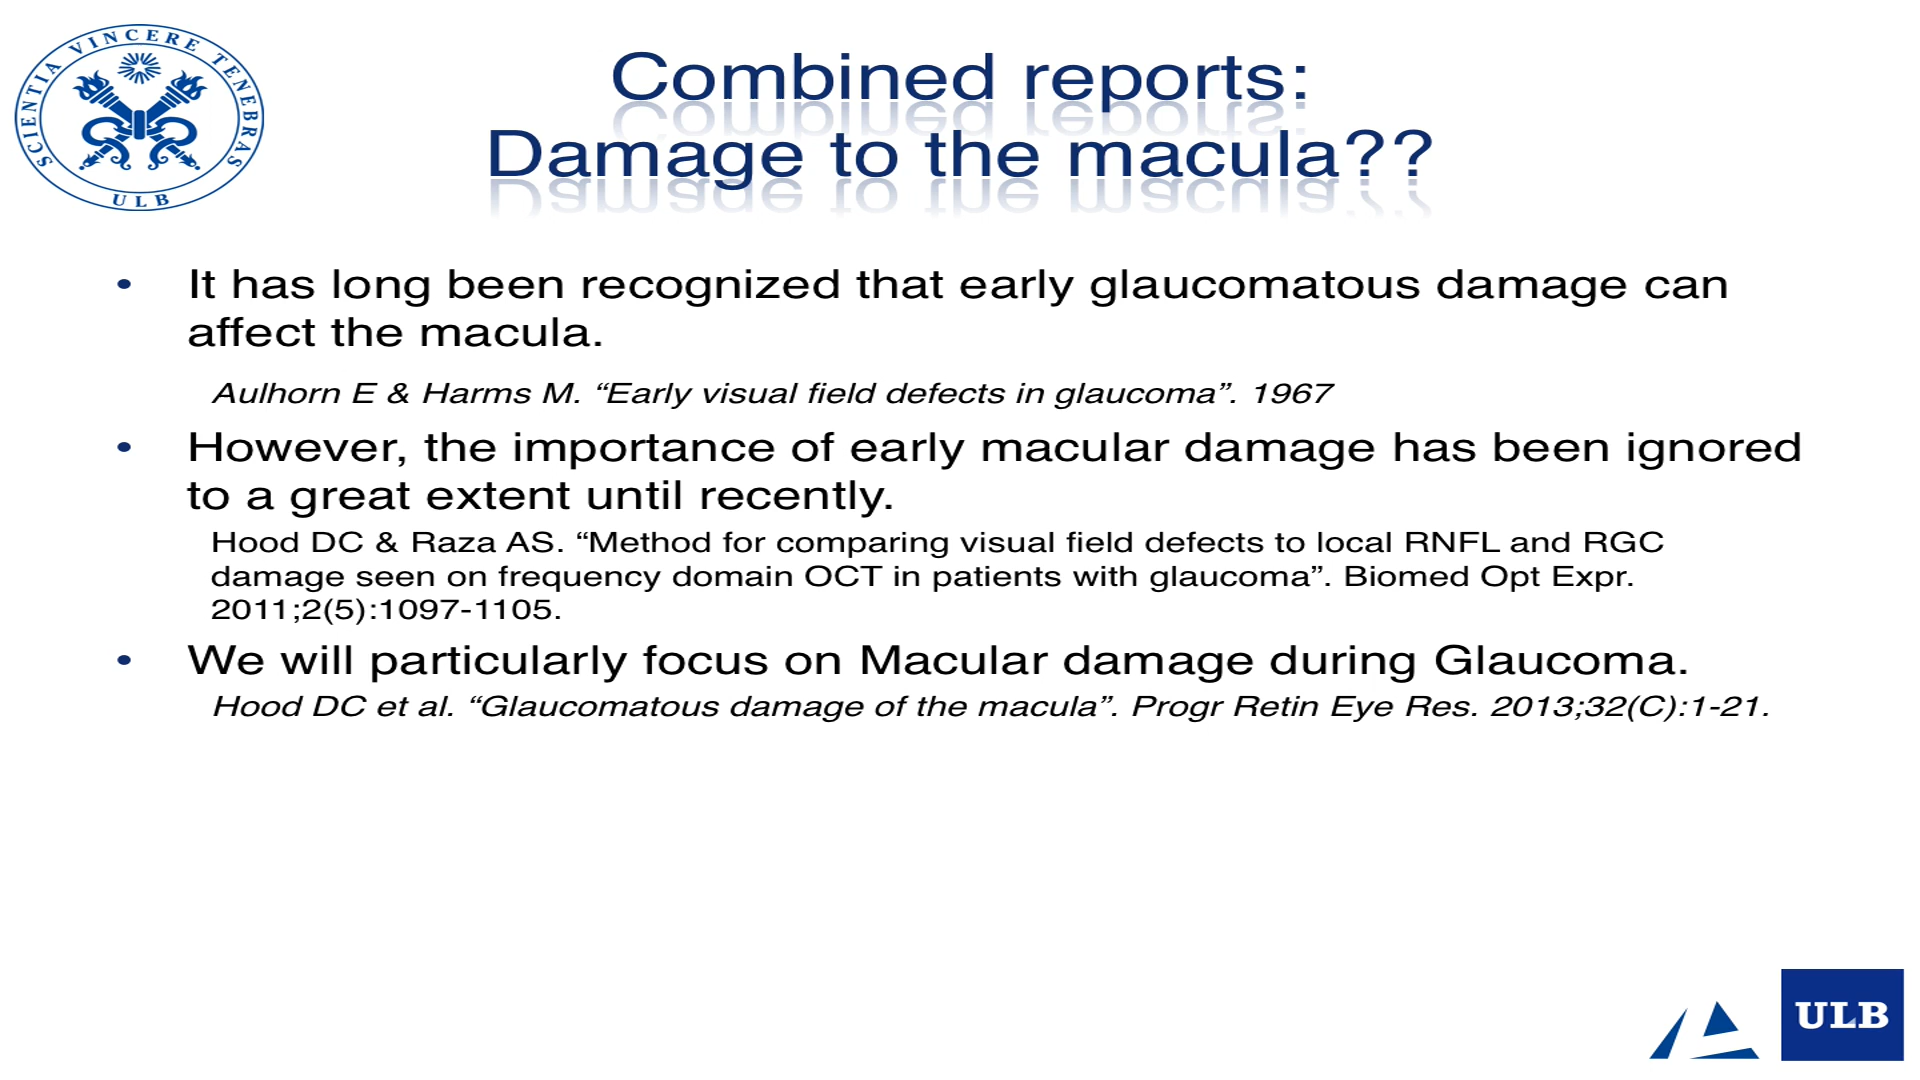 SCIENTIA VINCERE TENEBRAS
ULB
Combined reports:
Damage to the macula??
• It has long been recognized that early glaucomatous damage can
affect the macula.
Aulhorn E & Harms M. “Early visual field defects in glaucoma”. 1967
• However, the importance of early macular damage has been ignored
to a great extent until recently.
Hood DC & Raza AS. “Method for comparing visual field defects to local RNFL and RGC
damage seen on frequency domain OCT in patients with glaucoma”. Biomed Opt Expr.
2011;2(5):1097-1105.
• We will particularly focus on Macular damage during Glaucoma.
Hood DC et al. “Glaucomatous damage of the macula”. Progr Retin Eye Res. 2013;32(C):1-21.
ULB